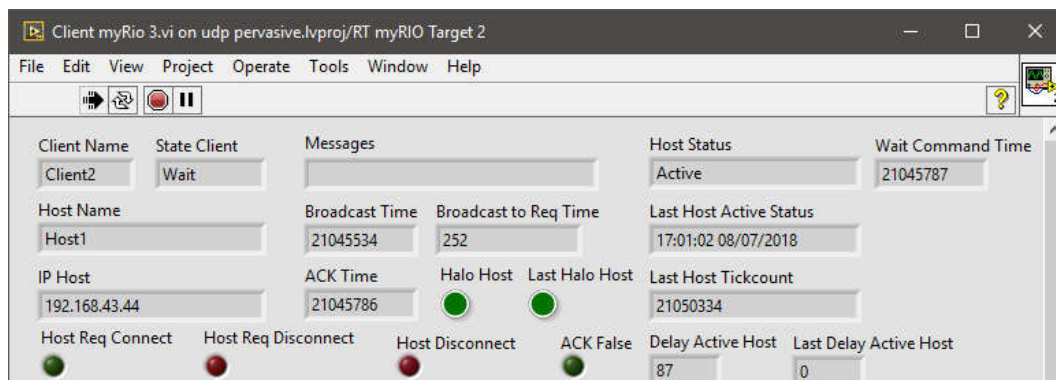 Client myRio 3.vi on udp pervasive.lvproj/RT myRIO Target 2
File Edit View Project Operate Tools Window Help
Client Name State Client Messages Host Status Wait Command Time
Client2 Wait Active 21045787
Host Name Broadcast Time Broadcast to Req Time Last Host Active Status
Host1 21045534 252 17:01:02 08/07/2018
IP Host ACK Time Halo Host Last Halo Host Last Host Tickcount
192.168.43.44 21045786 21050334
Host Req Connect Host Req Disconnect Host Disconnect ACK False Delay Active Host Last Delay Active Host
87 0